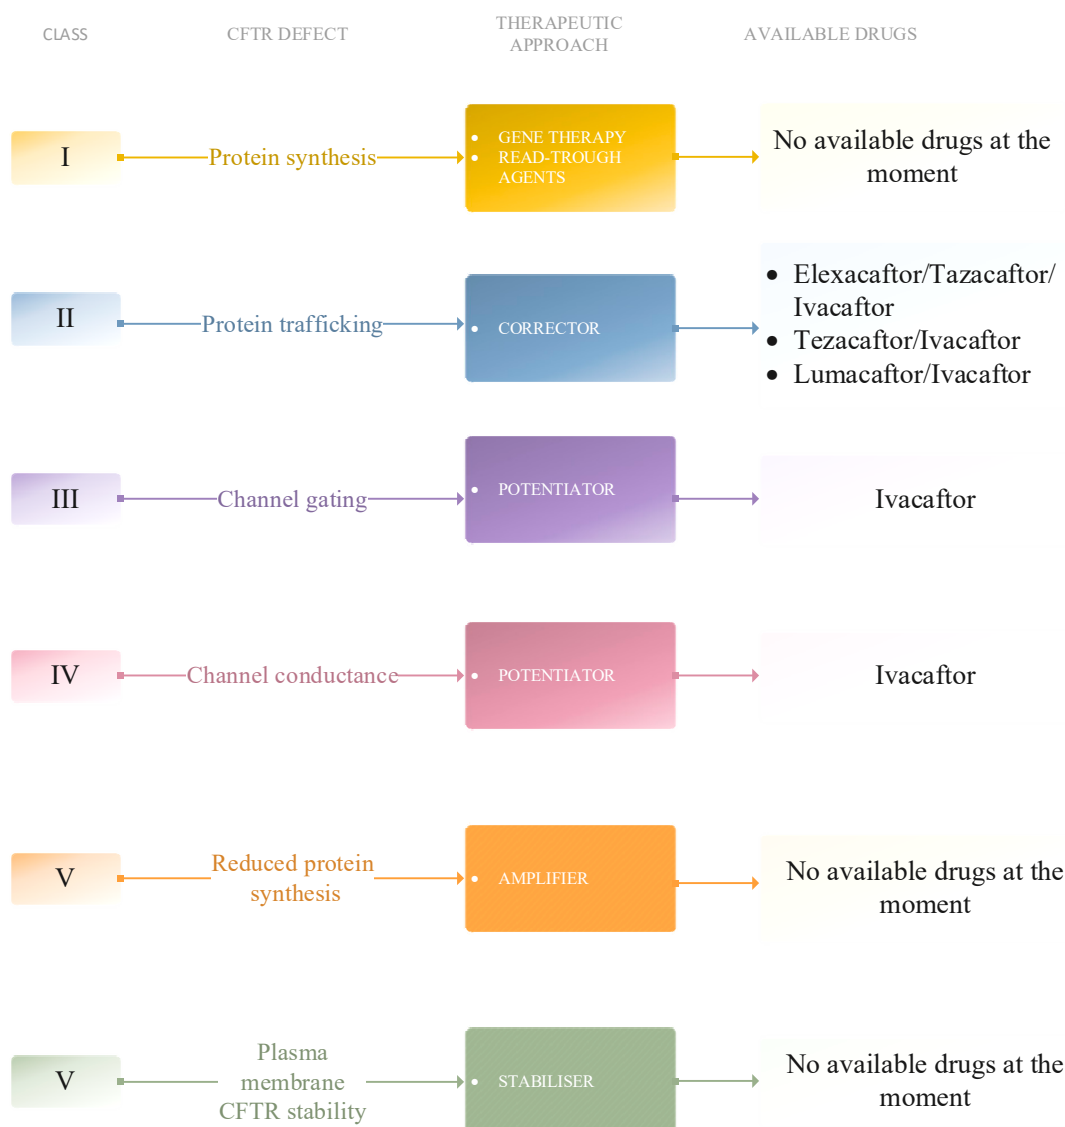 CLASS
CFTR DEFECT
THERAPEUTIC
APPROACH
AVAILABLE DRUGS
I
Protein synthesis
• GENE THERAPY
• READ-TROUGH
AGENTS
No available drugs at the
moment
II
Protein trafficking
• CORRECTOR
• Elexacaftor/Tazacaftor/
Ivacaftor
• Tezacaftor/Ivacaftor
• Lumacaftor/Ivacaftor
III
Channel gating
• POTENTIATOR
Ivacaftor
IV
Channel conductance
• POTENTIATOR
Ivacaftor
V
Reduced protein
synthesis
• AMPLIFIER
No available drugs at the
moment
V
Plasma
membrane
CFTR stability
• STABILISER
No available drugs at the
moment